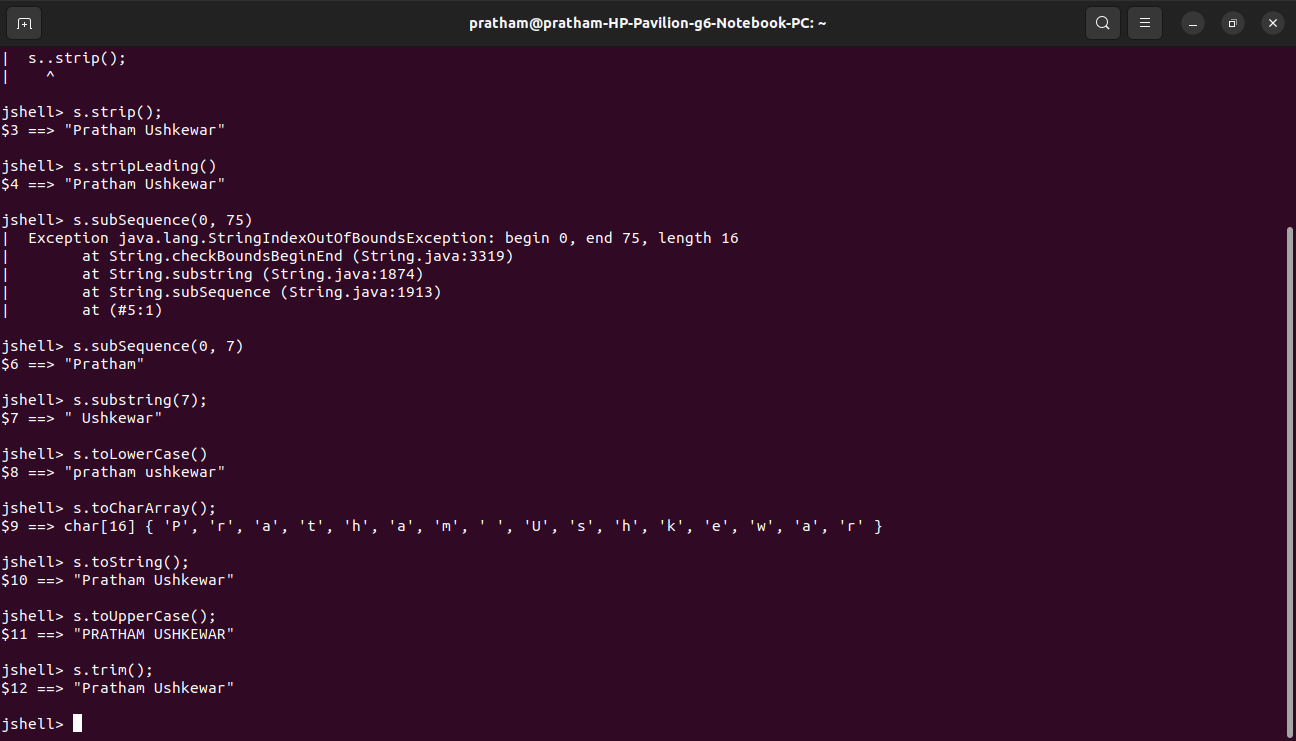 pratham@pratham-HP-Pavilion-g6-Notebook-PC: ~
|  s..strip();
|    ^
jshell> s.strip();
$3 ==> "Pratham Ushkewar"
jshell> s.stripLeading()
$4 ==> "Pratham Ushkewar"
jshell> s.subSequence(0, 75)
|  Exception java.lang.StringIndexOutOfBoundsException: begin 0, end 75, length 16
|        at String.checkBoundsBeginEnd (String.java:3319)
|        at String.substring (String.java:1874)
|        at String.subSequence (String.java:1913)
|        at (#5:1)
jshell> s.subSequence(0, 7)
$6 ==> "Pratham"
jshell> s.substring(7);
$7 ==> " Ushkewar"
jshell> s.toLowerCase()
$8 ==> "pratham ushkewar"
jshell> s.toCharArray();
$9 ==> char[16] { 'P', 'r', 'a', 't', 'h', 'a', 'm', ' ', 'U', 's', 'h', 'k', 'e', 'w', 'a', 'r' }
jshell> s.toString();
$10 ==> "Pratham Ushkewar"
jshell> s.toUpperCase();
$11 ==> "PRATHAM USHKEWAR"
jshell> s.trim();
$12 ==> "Pratham Ushkewar"
jshell>